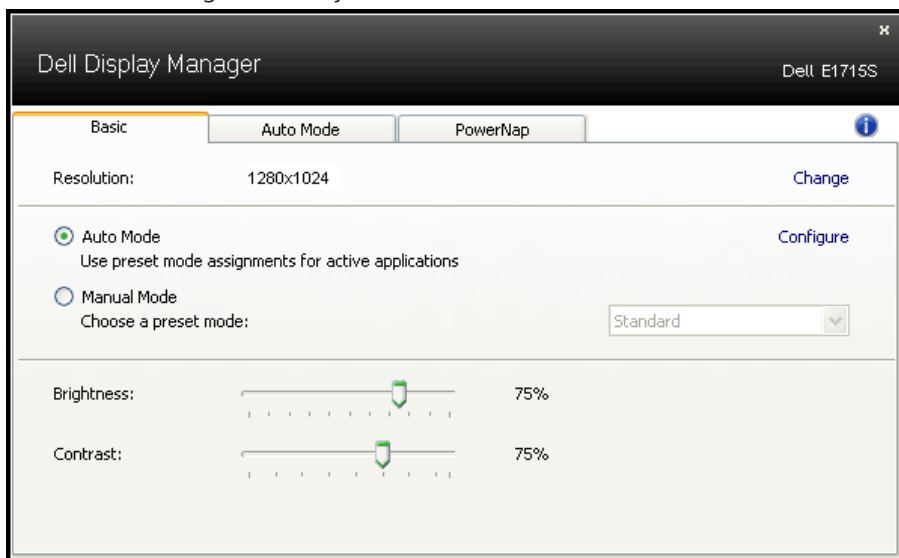 Dell Display Manager
Dell E1715S
Basic
Auto Mode
PowerNap
Resolution:
1280x1024
Change
Auto Mode
Configure
Use preset mode assignments for active applications
Manual Mode
Choose a preset mode:
Standard
Brightness:
75%
Contrast:
75%